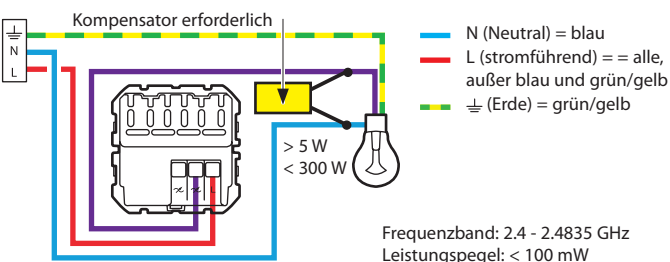 Kompensator erforderlich
N (Neutral) = blau
L (stromführend) = = alle,
außer blau und grün/gelb
⏚ (Erde) = grün/gelb
⏚
N
L
> 5 W
< 300 W
L
Frequenzband: 2.4 - 2.4835 GHz
Leistungspegel: < 100 mW